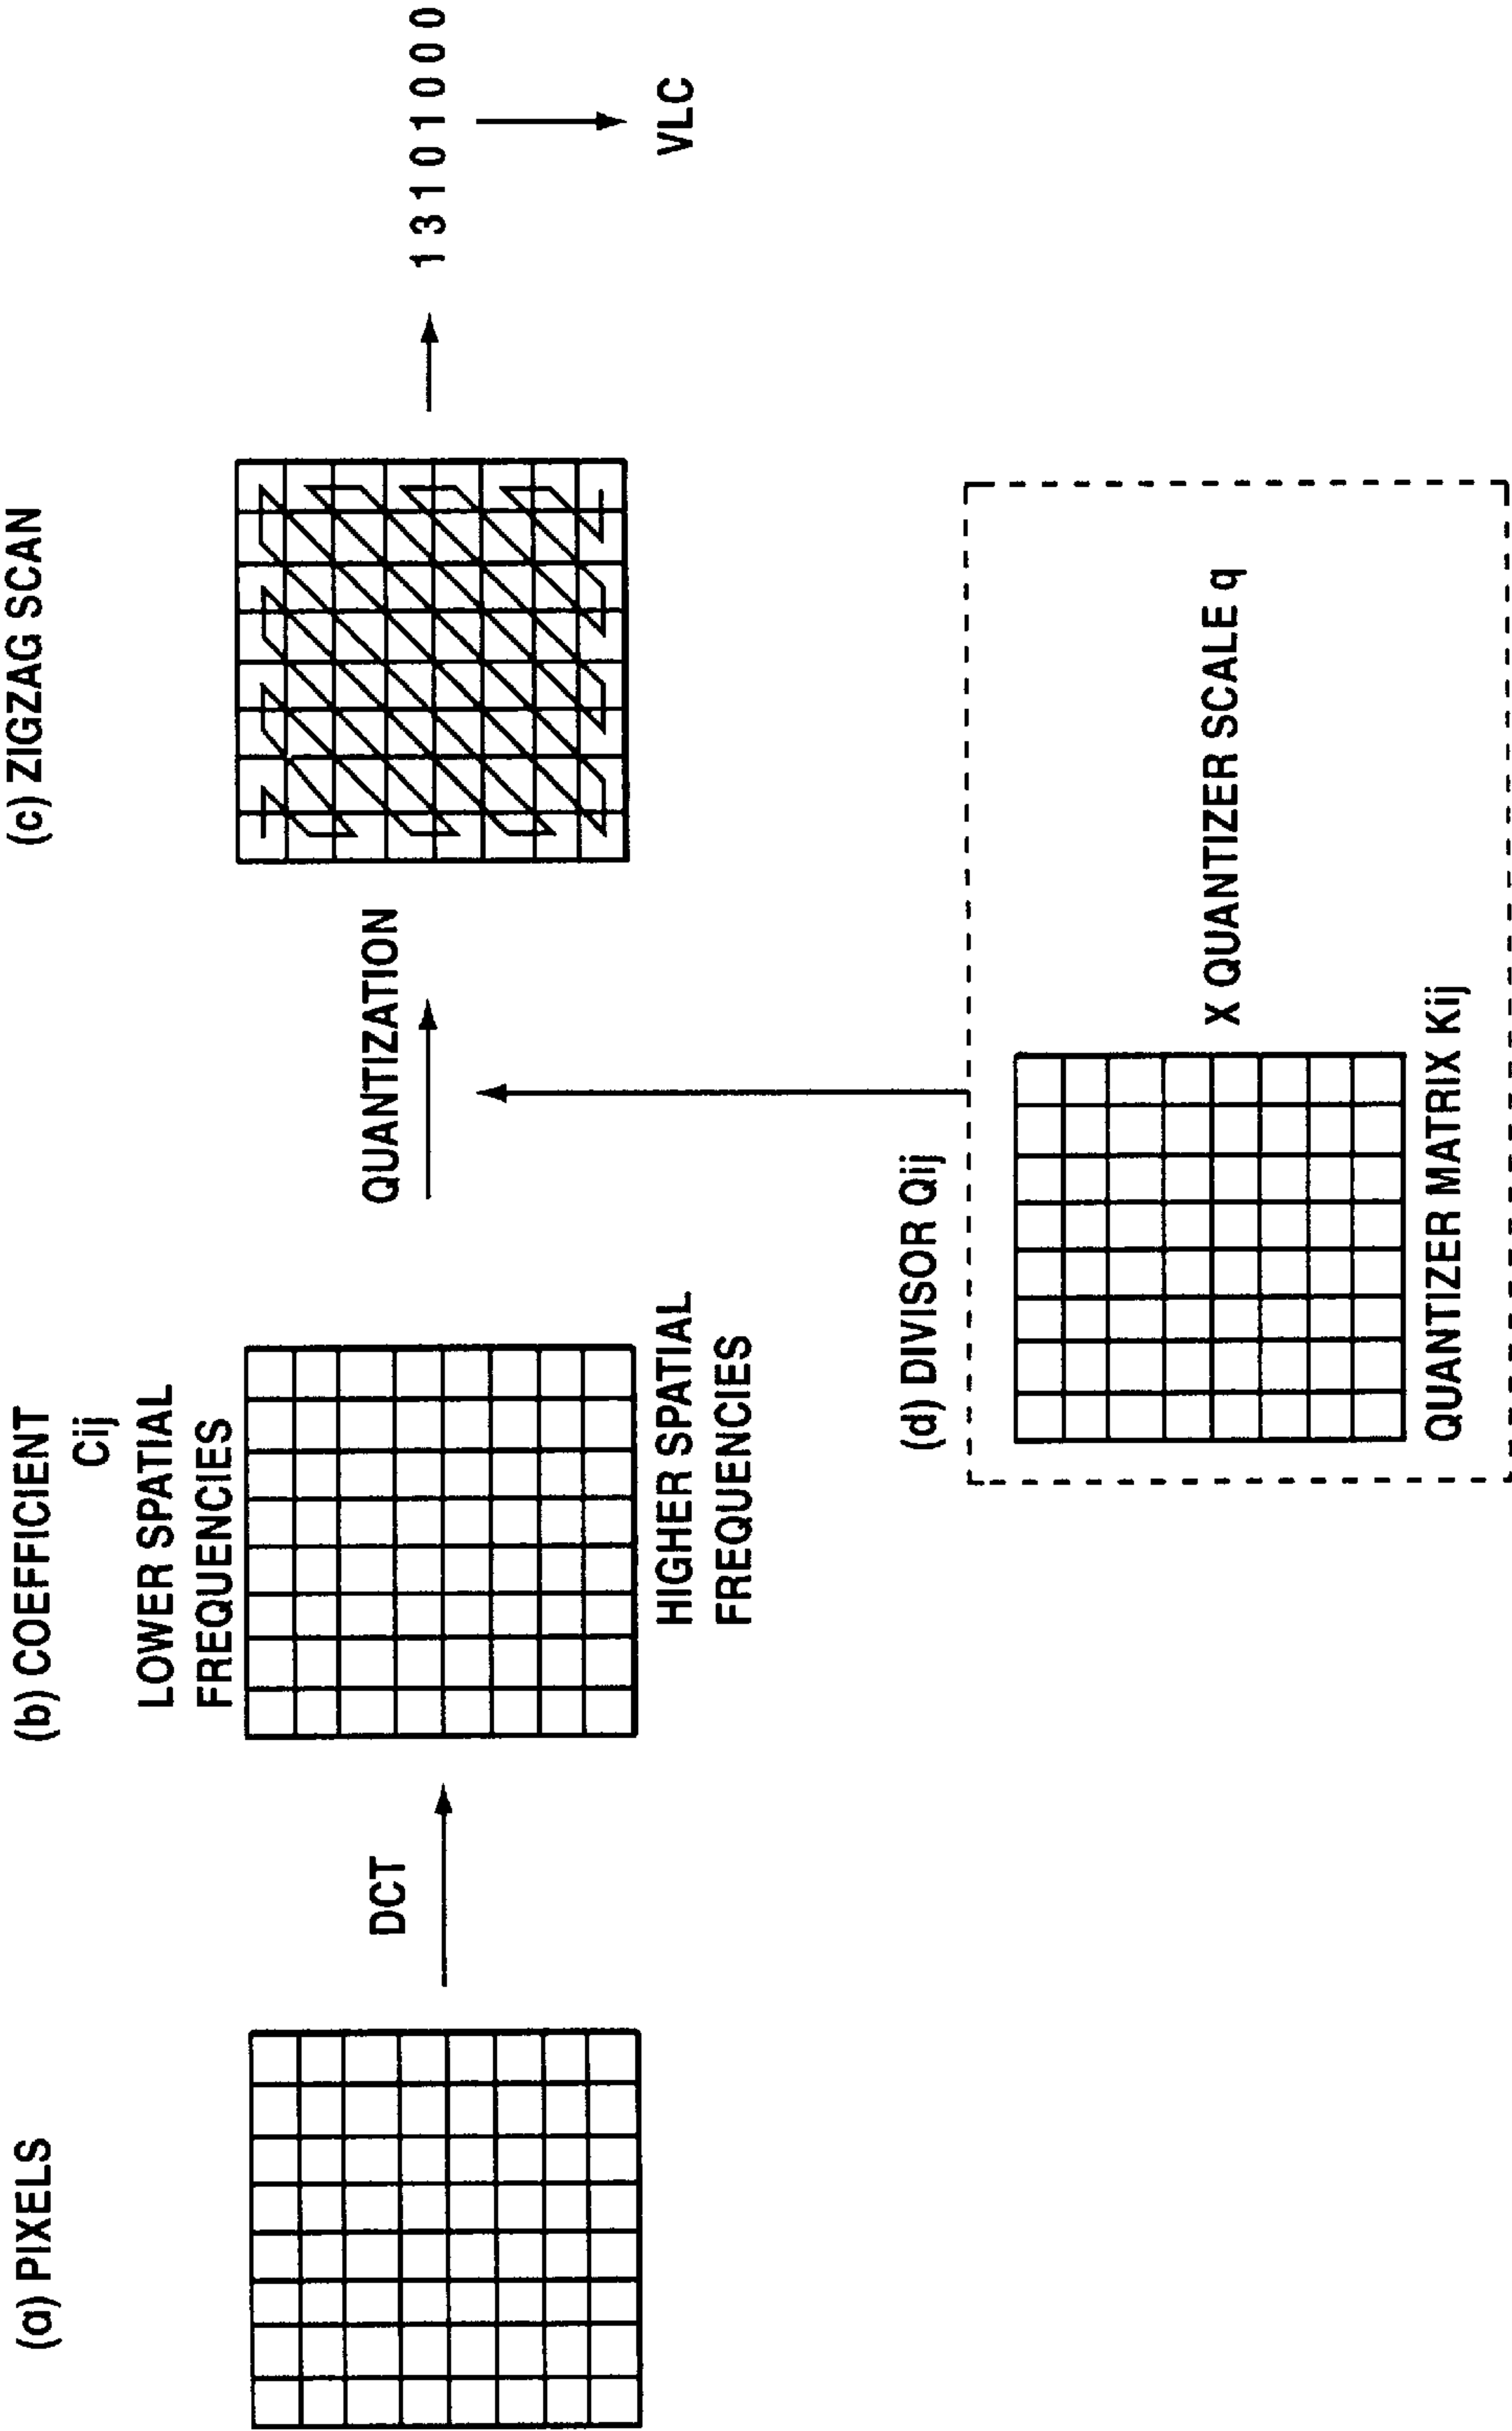 (a) PIXELS
DCT
(b) COEFFICIENT
Cij
LOWER SPATIAL
FREQUENCIES
HIGHER SPATIAL
FREQUENCIES
QUANTIZATION
(c) ZIGZAG SCAN
1 3 1 0 1 0 0 0
VLC
(d) DIVISOR Qij
X QUANTIZER SCALE q
QUANTIZER MATRIX Kij